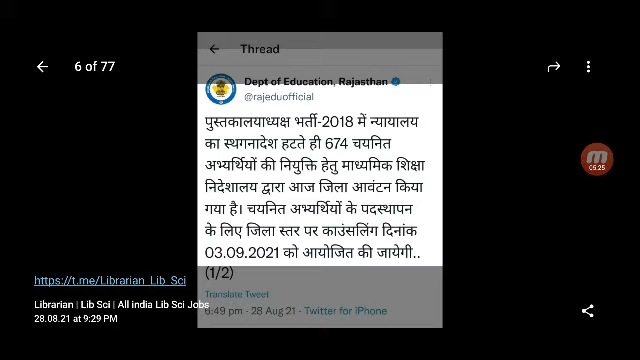 Thread
6 of 77
Dept of Education, Rajasthan
@rajeduofficial
पुस्तकालयाध्यक्ष भर्ती-2018 में न्यायालय
का स्थगनादेश हटते ही 674 चयनित
अभ्यर्थियों की नियुक्ति हेतु माध्यमिक शिक्षा
निदेशालय द्वारा आज जिला आवंटन किया
गया है। चयनित अभ्यर्थियों के पदस्थापन
के लिए जिला स्तर पर काउंसलिंग दिनांक
03.09.2021 को आयोजित की जायेगी..
(1/2)
Translate Tweet
6:49 pm · 28 Aug 21 · Twitter for iPhone
https://t.me/Librarian_Lib_Sci
Librarian | Lib Sci | All india Lib Sci Jobs
28.08.21 at 9:29 PM
05:25